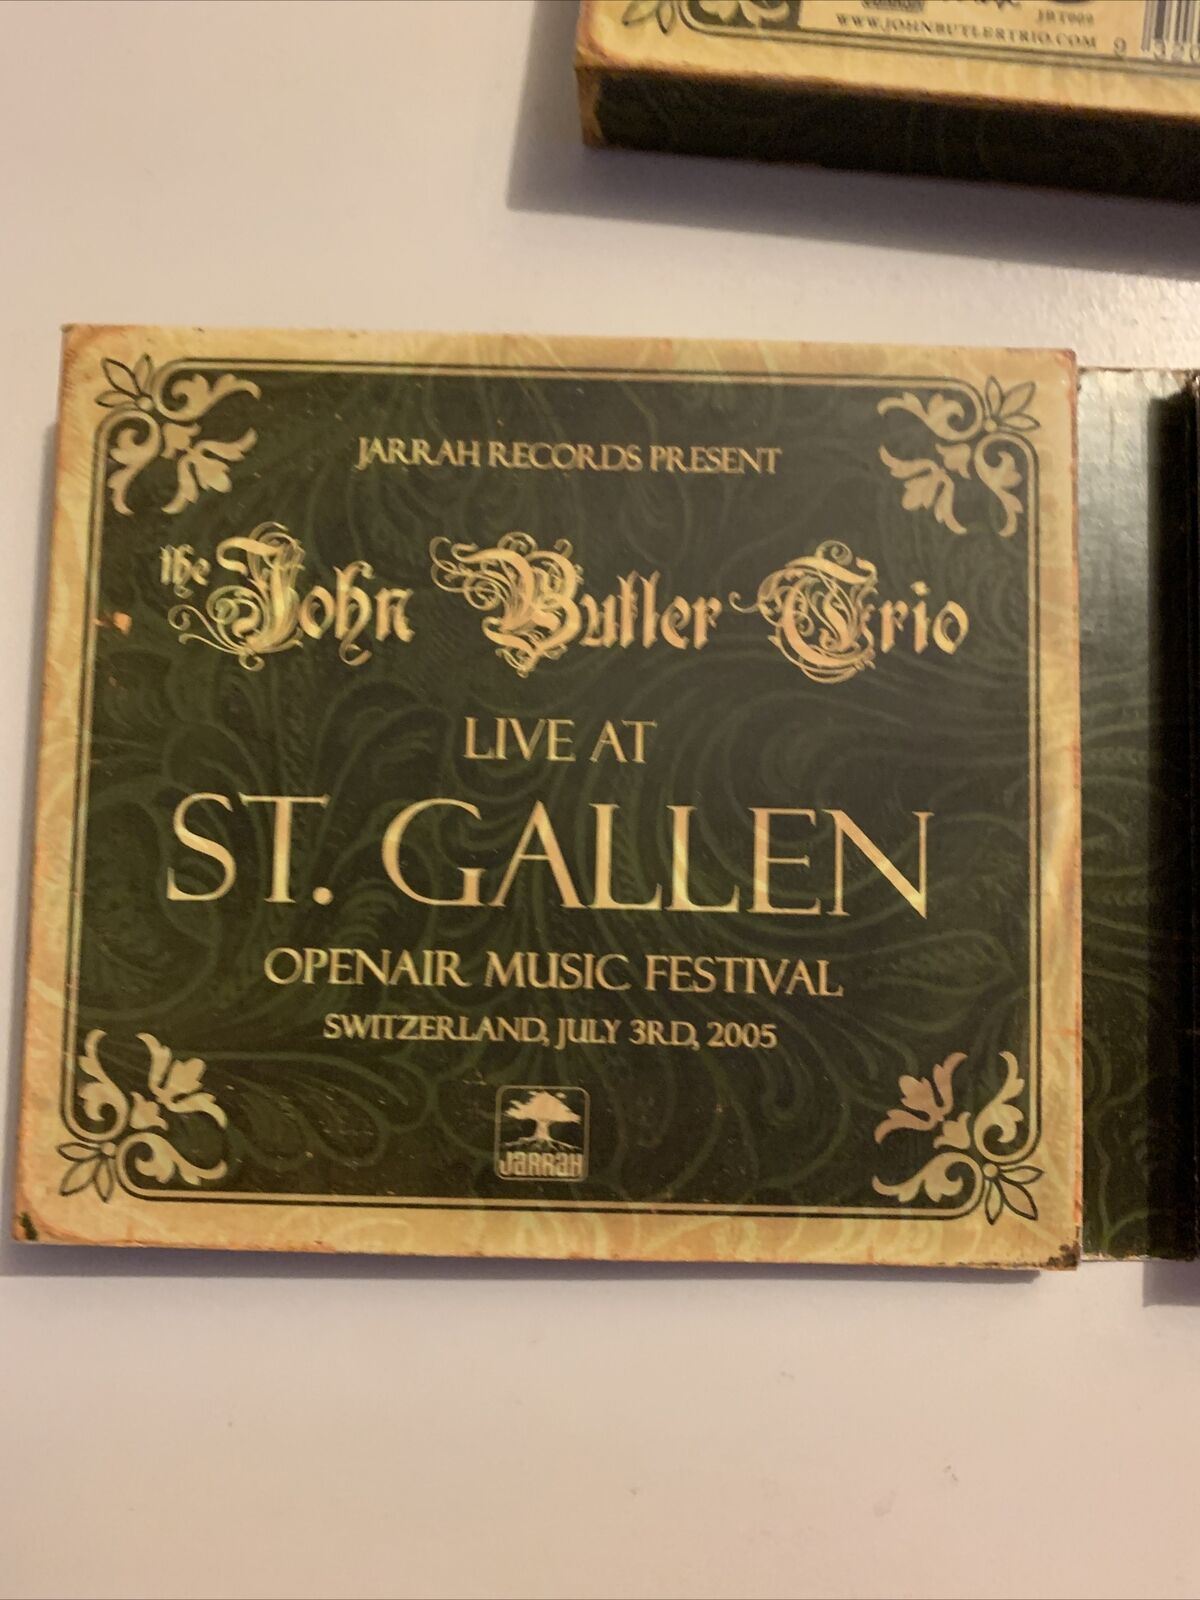 JBT009
WWW.JOHNBUTLERTRIO.COM
JARRAH RECORDS PRESENT
the John Butler Trio
LIVE AT
ST. GALLEN
OPENAIR MUSIC FESTIVAL
SWITZERLAND, JULY 3RD, 2005
JARRAH